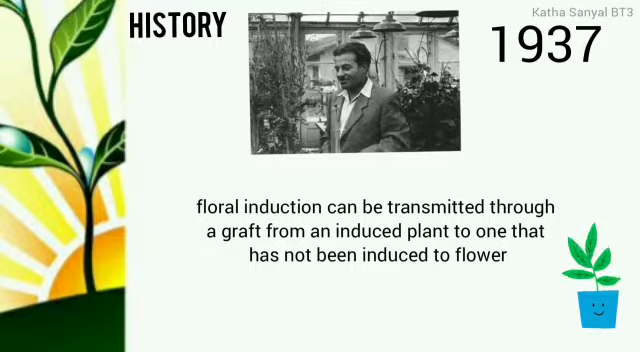 Katha Sanyal BT3
HISTORY
1937
floral induction can be transmitted through
a graft from an induced plant to one that
has not been induced to flower